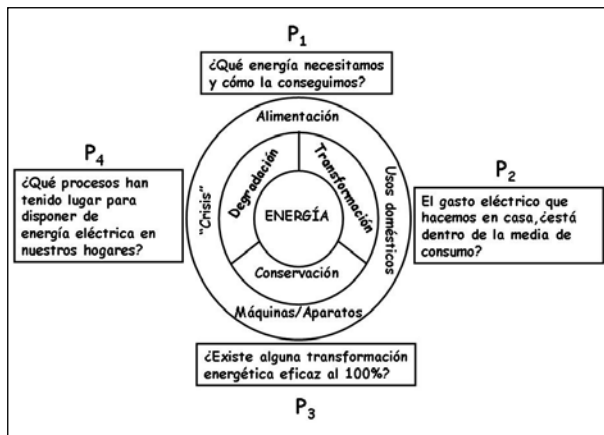 P1
¿Qué energía necesitamos
y cómo la conseguimos?
Alimentación
P4
¿Qué procesos han
tenido lugar para
disponer de
energía eléctrica en
nuestros hogares?
"Crisis"
Degradación
Transformación
ENERGÍA
Conservación
Usos domésticos
P2
El gasto eléctrico que
hacemos en casa,¿está
dentro de la media de
consumo?
Máquinas/Aparatos
¿Existe alguna transformación
energética eficaz al 100%?
P3